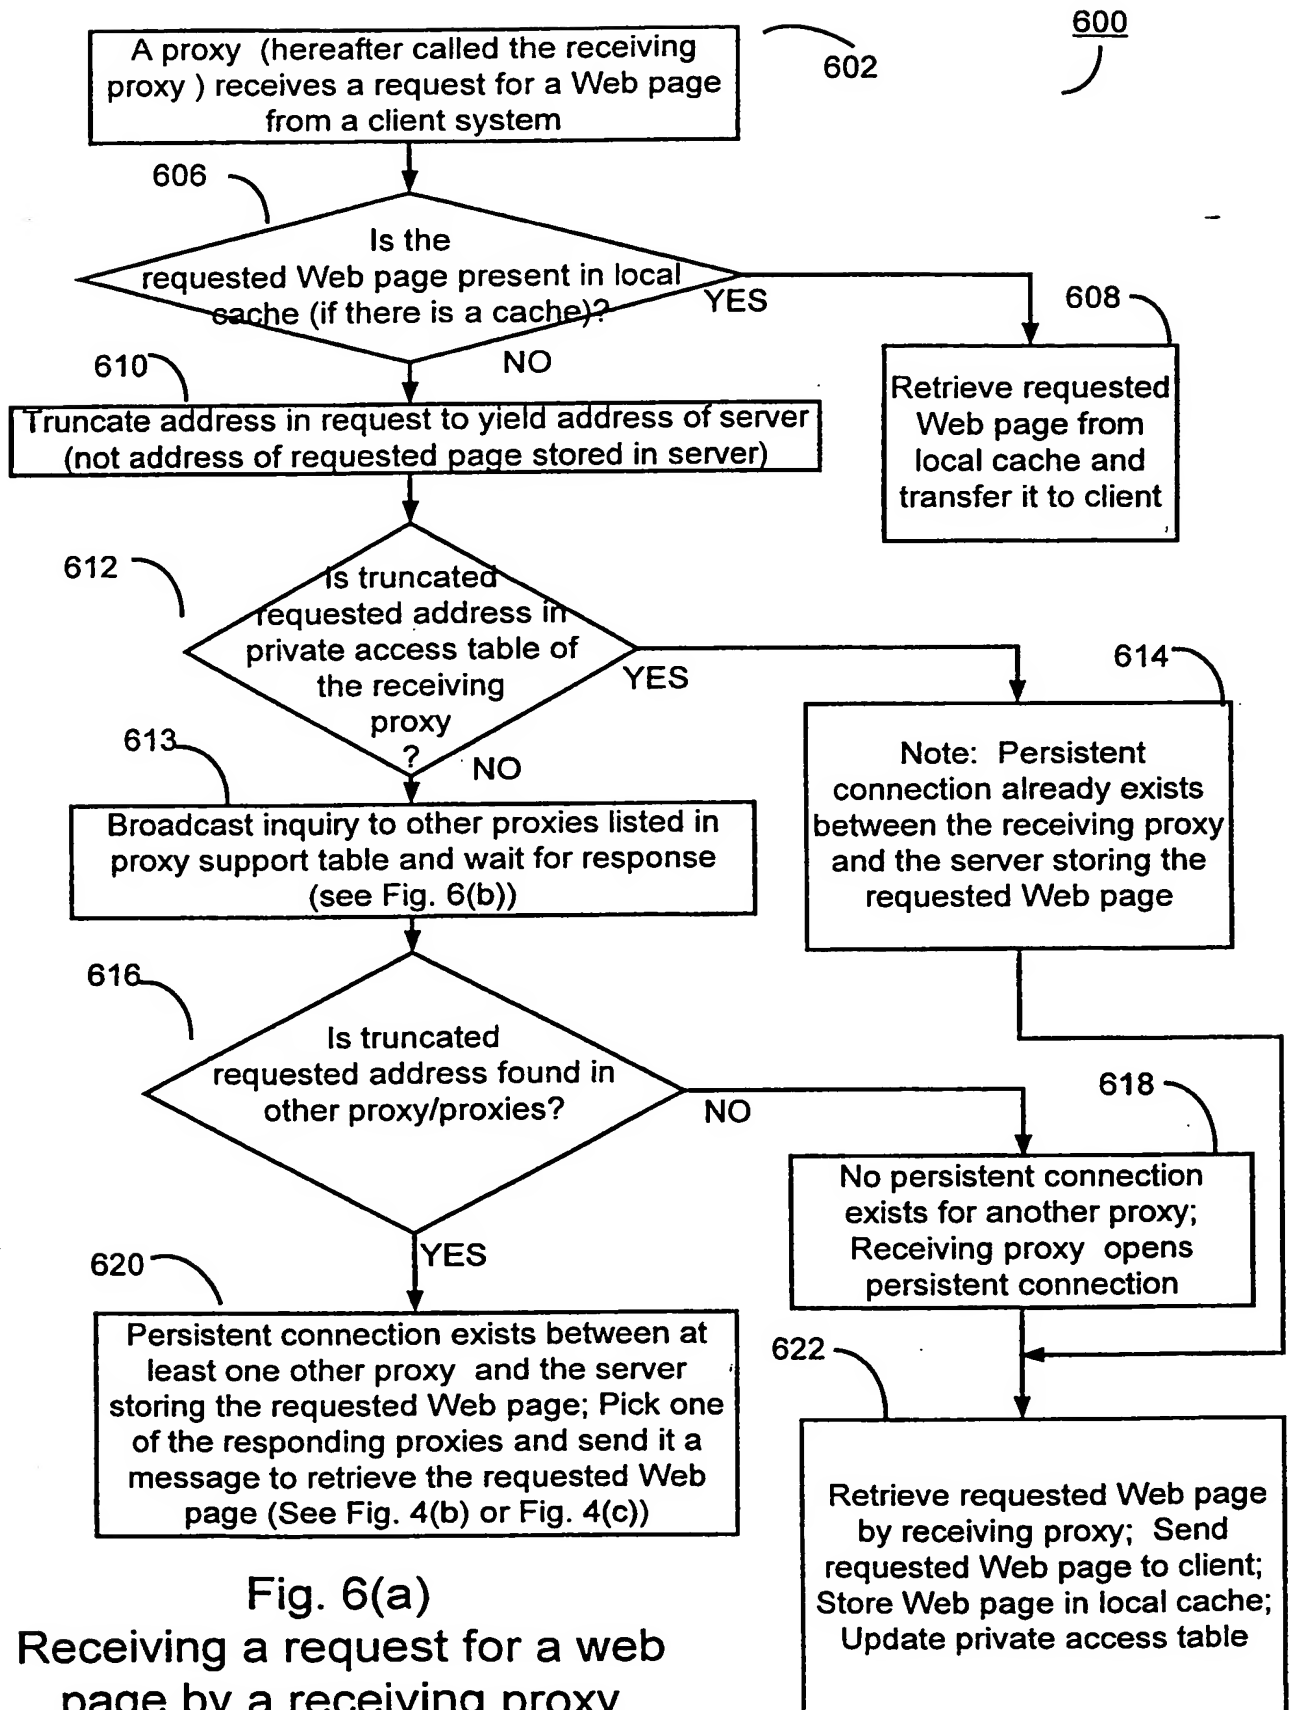 600
A proxy (hereafter called the receiving
proxy ) receives a request for a Web page
from a client system
602
606
Is the
requested Web page present in local
cache (if there is a cache)?
YES
NO
608
Retrieve requested
Web page from
local cache and
transfer it to client
610
Truncate address in request to yield address of server
(not address of requested page stored in server)
612
Is truncated
requested address in
private access table of
the receiving
proxy
?
YES
NO
614
Note: Persistent
connection already exists
between the receiving proxy
and the server storing the
requested Web page
613
Broadcast inquiry to other proxies listed in
proxy support table and wait for response
(see Fig. 6(b))
616
Is truncated
requested address found in
other proxy/proxies?
NO
YES
618
No persistent connection
exists for another proxy;
Receiving proxy opens
persistent connection
620
Persistent connection exists between at
least one other proxy and the server
storing the requested Web page; Pick one
of the responding proxies and send it a
message to retrieve the requested Web
page (See Fig. 4(b) or Fig. 4(c))
622
Retrieve requested Web page
by receiving proxy; Send
requested Web page to client;
Store Web page in local cache;
Update private access table
Fig. 6(a)
Receiving a request for a web
page by a receiving proxy